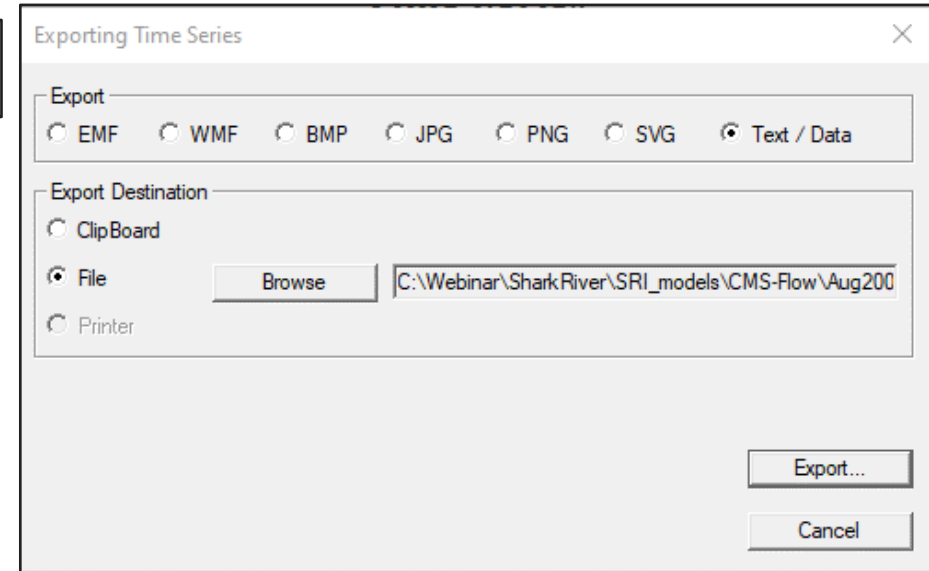 Exporting Time Series
Export
EMF WMF BMP JPG PNG SVG Text / Data
Export Destination
ClipBoard
File Browse C:\Webinar\SharkRiver\SRI_models\CMS-Flow\Aug200
Printer
Export...
Cancel